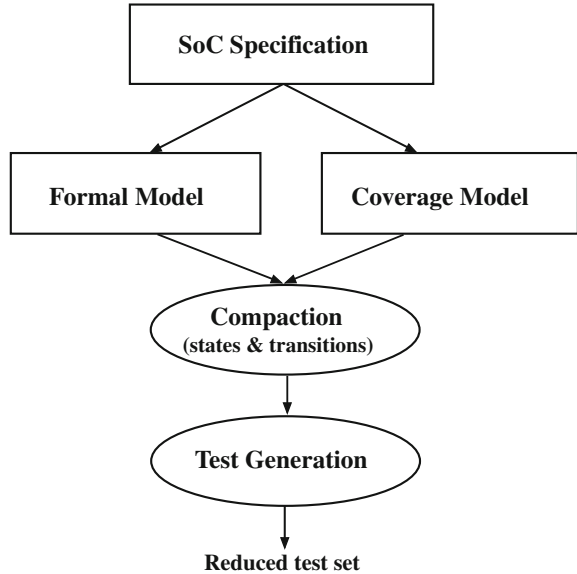 SoC Specification
Formal Model
Coverage Model
Compaction
(states & transitions)
Test Generation
Reduced test set